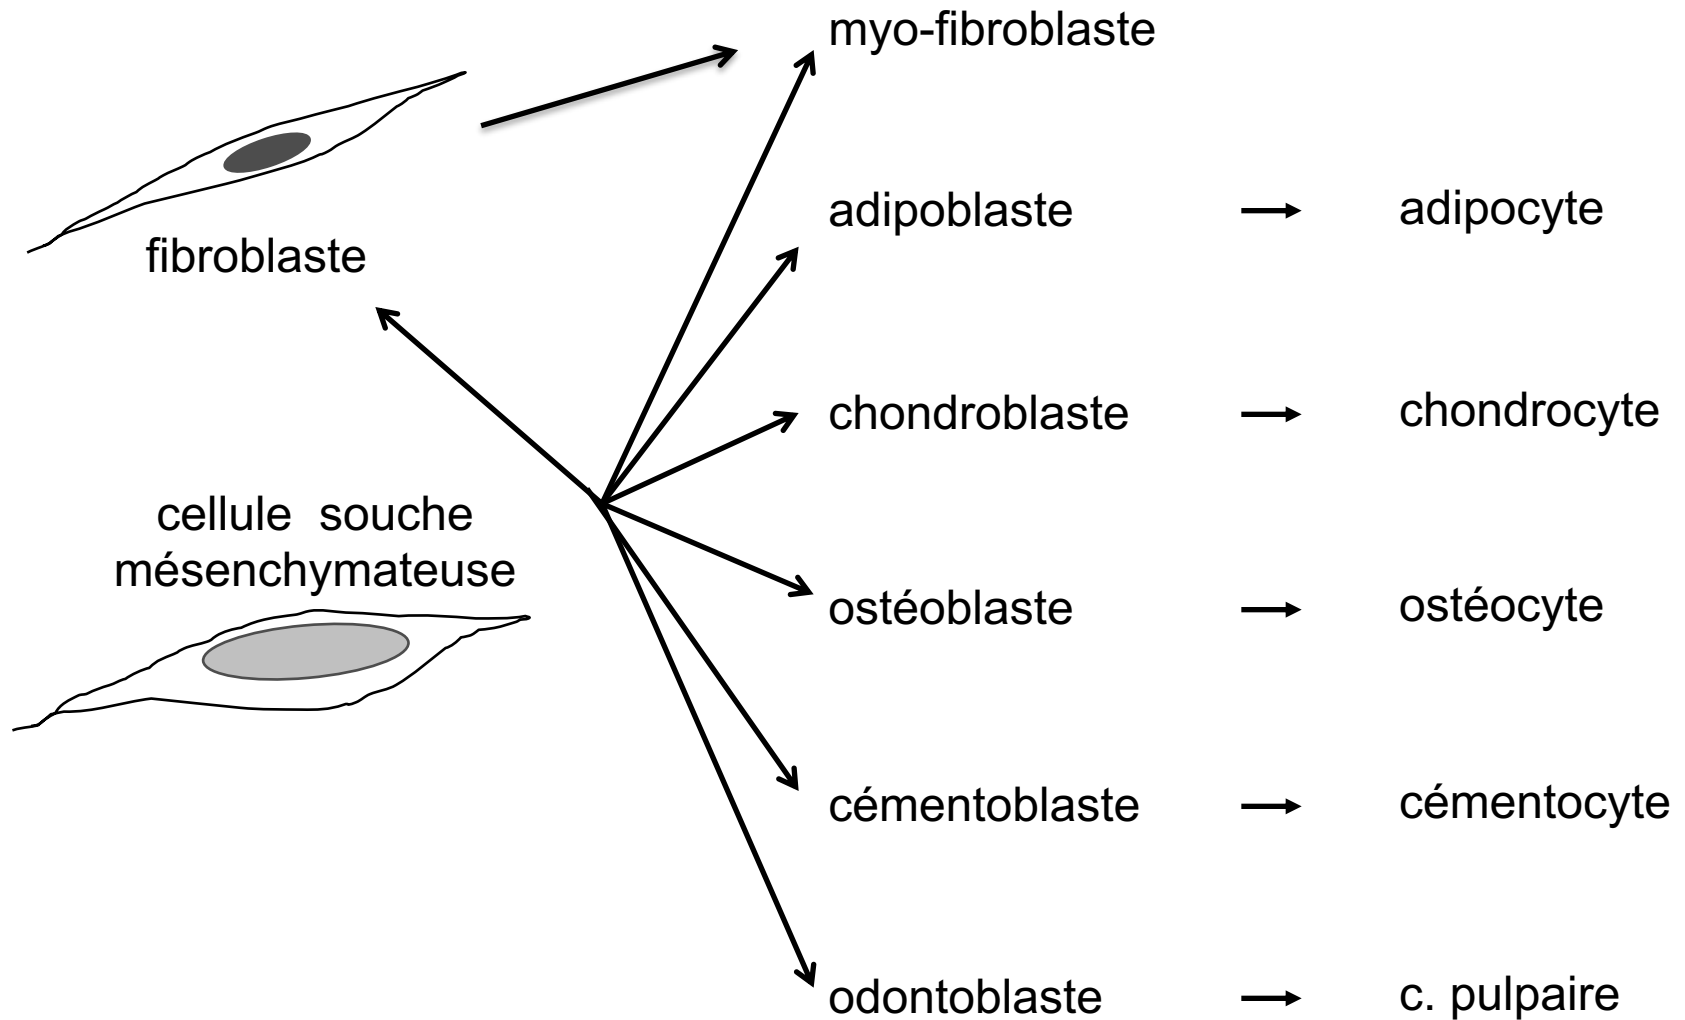 myo-fibroblaste
fibroblaste
adipoblaste
adipocyte
chondroblaste
chondrocyte
cellule souche
mésenchymateuse
ostéoblaste
ostéocyte
cémentoblaste
cémentocyte
odontoblaste
c. pulpaire